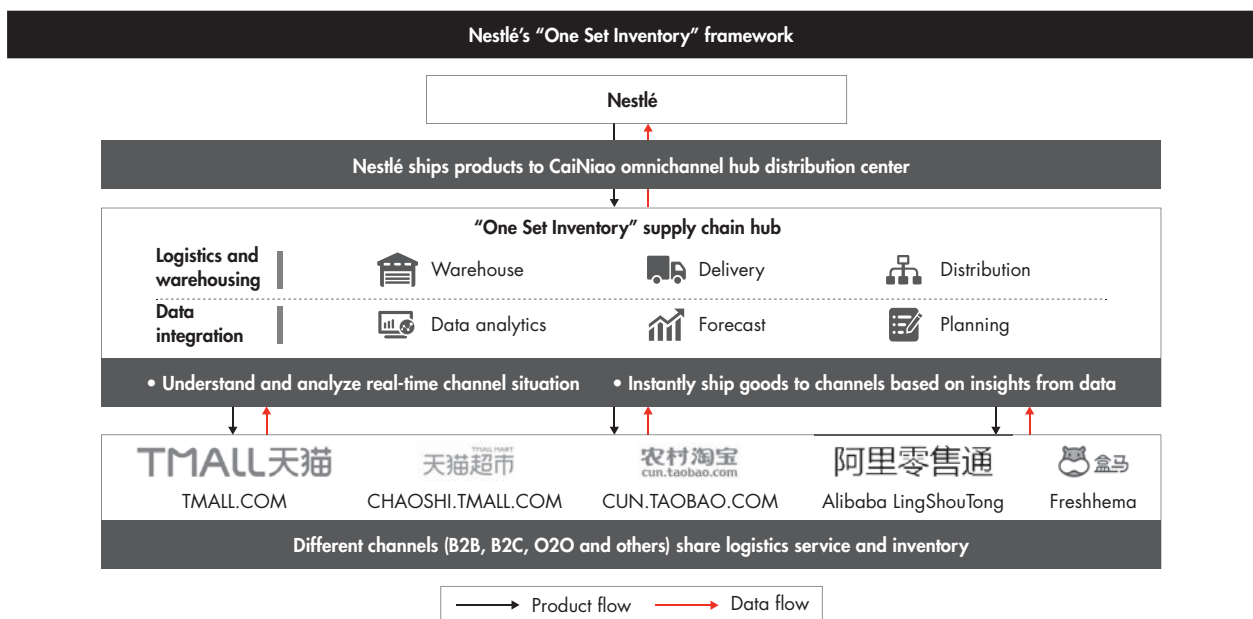 Nestlé’s “One Set Inventory” framework
Nestlé
Nestlé ships products to CaiNiao omnichannel hub distribution center
“One Set Inventory” supply chain hub
Logistics and
warehousing
Warehouse
Delivery
Distribution
Data
integration
Data analytics
Forecast
Planning
• Understand and analyze real-time channel situation
• Instantly ship goods to channels based on insights from data
TMALL天猫
TMALL MART
天猫超市
农村淘宝
cun.taobao.com
阿里零售通
盒马
TMALL.COM
CHAOSHI.TMALL.COM
CUN.TAOBAO.COM
Alibaba LingShouTong
Freshhema
Different channels (B2B, B2C, O2O and others) share logistics service and inventory
Product flow
Data flow